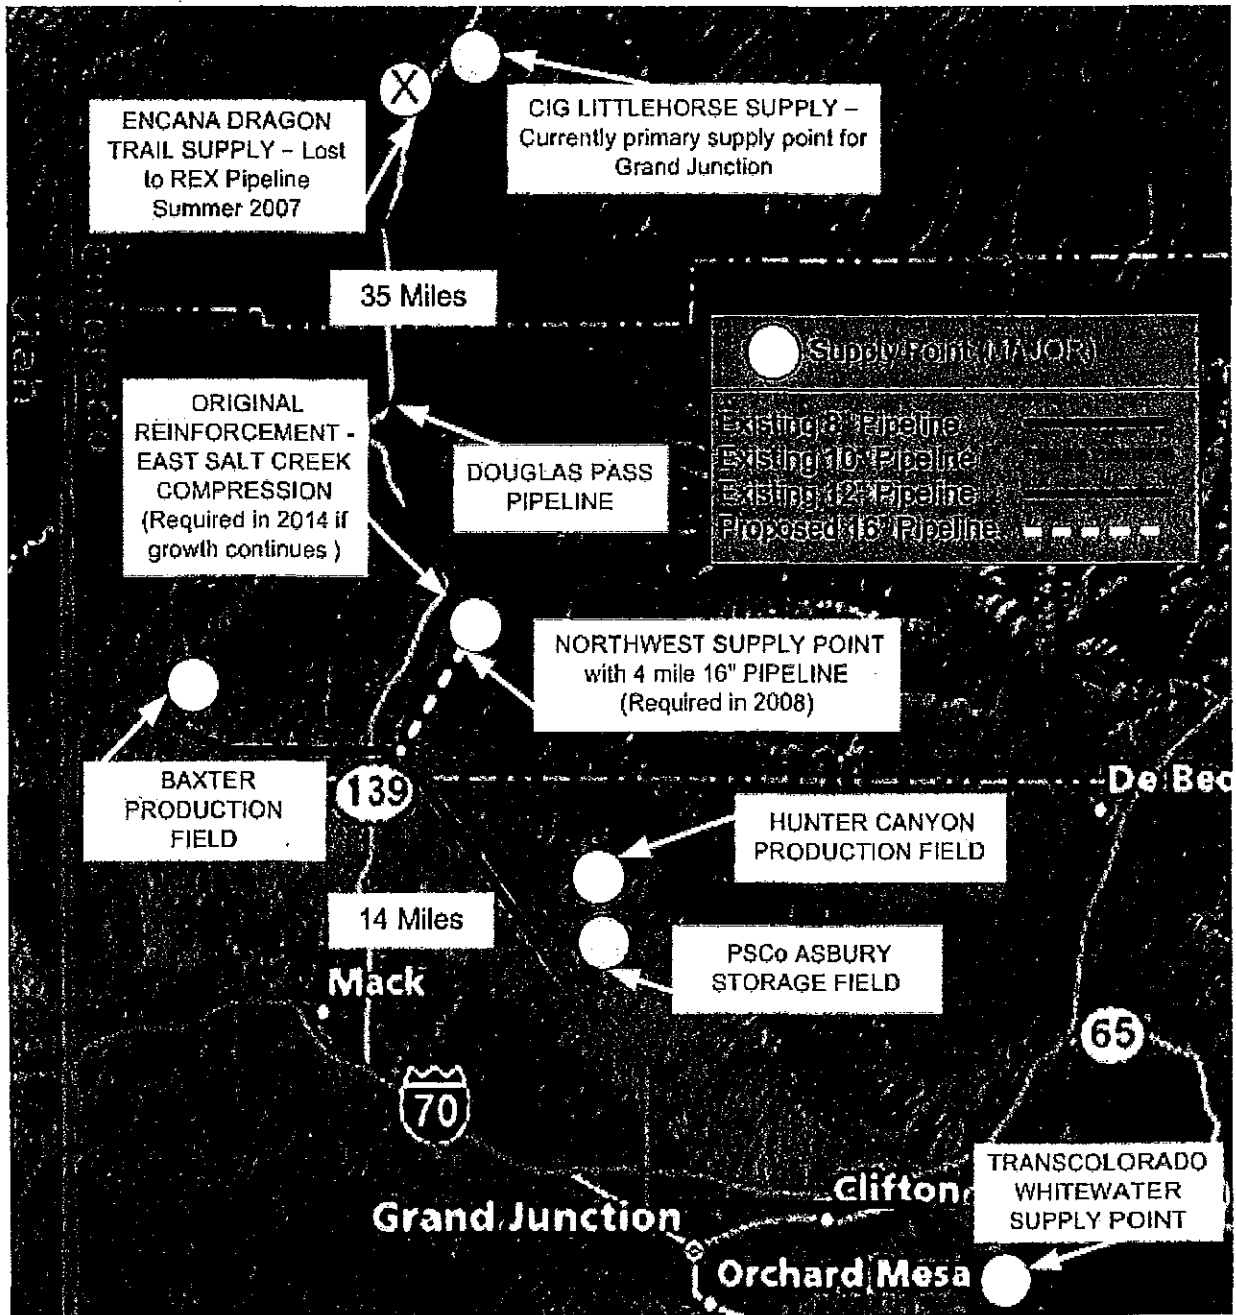 CIG LITTLEHORSE SUPPLY –
Currently primary supply point for
Grand Junction
X
ENCANA DRAGON
TRAIL SUPPLY – Lost
to REX Pipeline
Summer 2007
35 Miles
Utah
Colorado
Supply Point (MAJOR)
Existing 8" Pipeline
Existing 10" Pipeline
Existing 12" Pipeline
Proposed 16" Pipeline
ORIGINAL
REINFORCEMENT -
EAST SALT CREEK
COMPRESSION
(Required in 2014 if
growth continues )
DOUGLAS PASS
PIPELINE
NORTHWEST SUPPLY POINT
with 4 mile 16" PIPELINE
(Required in 2008)
BAXTER
PRODUCTION
FIELD
139
De Bec
HUNTER CANYON
PRODUCTION FIELD
14 Miles
PSCo ASBURY
STORAGE FIELD
Mack
65
70
TRANSCOLORADO
WHITEWATER
SUPPLY POINT
Clifton
Grand Junction
Orchard Mesa